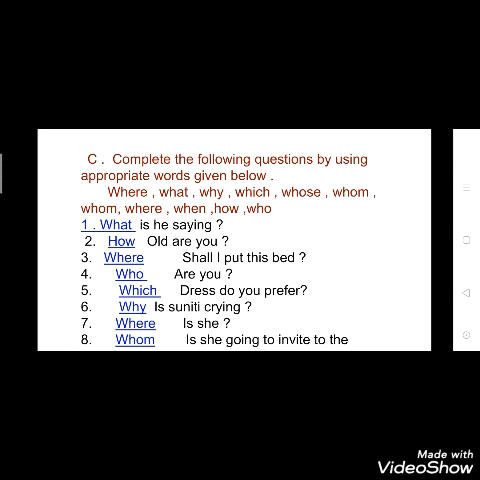 C . Complete the following questions by using
appropriate words given below .
Where , what , why , which , whose , whom ,
whom, where , when ,how ,who
1 . What is he saying ?
2. How Old are you ?
3. Where Shall I put this bed ?
4. Who Are you ?
5. Which Dress do you prefer?
6. Why Is suniti crying ?
7. Where Is she ?
8. Whom Is she going to invite to the
Made with
VideoShow